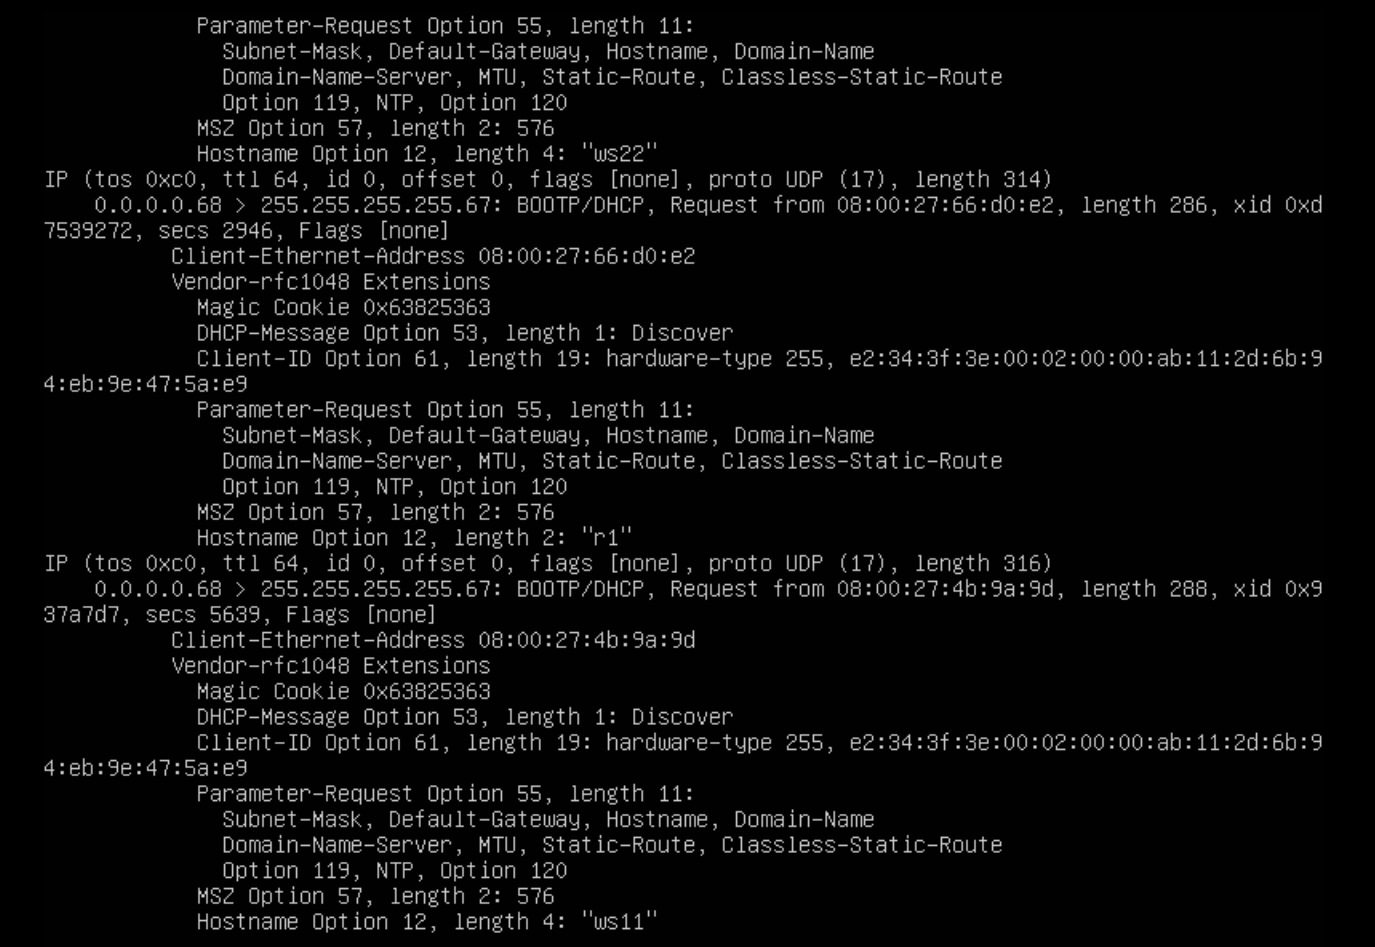 Parameter-Request Option 55, length 11:
Subnet-Mask, Default-Gateway, Hostname, Domain-Name
Domain-Name-Server, MTU, Static-Route, Classless-Static-Route
Option 119, NTP, Option 120
MSZ Option 57, length 2: 576
Hostname Option 12, length 4: "ws22"
IP (tos 0xc0, ttl 64, id 0, offset 0, flags [none], proto UDP (17), length 314)
0.0.0.0.68 > 255.255.255.255.67: BOOTP/DHCP, Request from 08:00:27:66:d0:e2, length 286, xid 0xd
7539272, secs 2946, Flags [none]
Client-Ethernet-Address 08:00:27:66:d0:e2
Vendor-rfc1048 Extensions
Magic Cookie 0x63825363
DHCP-Message Option 53, length 1: Discover
Client-ID Option 61, length 19: hardware-type 255, e2:34:3f:3e:00:02:00:00:ab:11:2d:6b:9
4:eb:9e:47:5a:e9
Parameter-Request Option 55, length 11:
Subnet-Mask, Default-Gateway, Hostname, Domain-Name
Domain-Name-Server, MTU, Static-Route, Classless-Static-Route
Option 119, NTP, Option 120
MSZ Option 57, length 2: 576
Hostname Option 12, length 2: "r1"
IP (tos 0xc0, ttl 64, id 0, offset 0, flags [none], proto UDP (17), length 316)
0.0.0.0.68 > 255.255.255.255.67: BOOTP/DHCP, Request from 08:00:27:4b:9a:9d, length 288, xid 0x9
37a7d7, secs 5639, Flags [none]
Client-Ethernet-Address 08:00:27:4b:9a:9d
Vendor-rfc1048 Extensions
Magic Cookie 0x63825363
DHCP-Message Option 53, length 1: Discover
Client-ID Option 61, length 19: hardware-type 255, e2:34:3f:3e:00:02:00:00:ab:11:2d:6b:9
4:eb:9e:47:5a:e9
Parameter-Request Option 55, length 11:
Subnet-Mask, Default-Gateway, Hostname, Domain-Name
Domain-Name-Server, MTU, Static-Route, Classless-Static-Route
Option 119, NTP, Option 120
MSZ Option 57, length 2: 576
Hostname Option 12, length 4: "ws11"